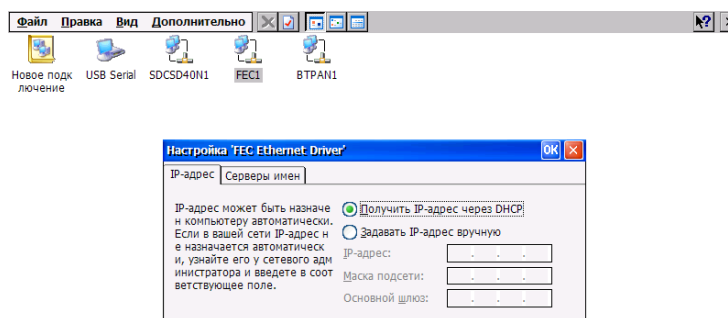 Файл Правка Вид Дополнительно
Новое подк
лючение
USB Serial
SDCSD40N1
FEC1
BTPAN1
Настройка 'FEC Ethernet Driver'
OK
IP-адрес
Серверы имен
IP-адрес может быть назначе
н компьютеру автоматически.
Если в вашей сети IP-адрес н
е назначается автоматическ
и, узнайте его у сетевого адм
инистратора и введете в соот
ветствующее поле.
Получить IP-адрес через DHCP
Задавать IP-адрес вручную
IP-адрес:
Маска подсети:
Основной шлюз: